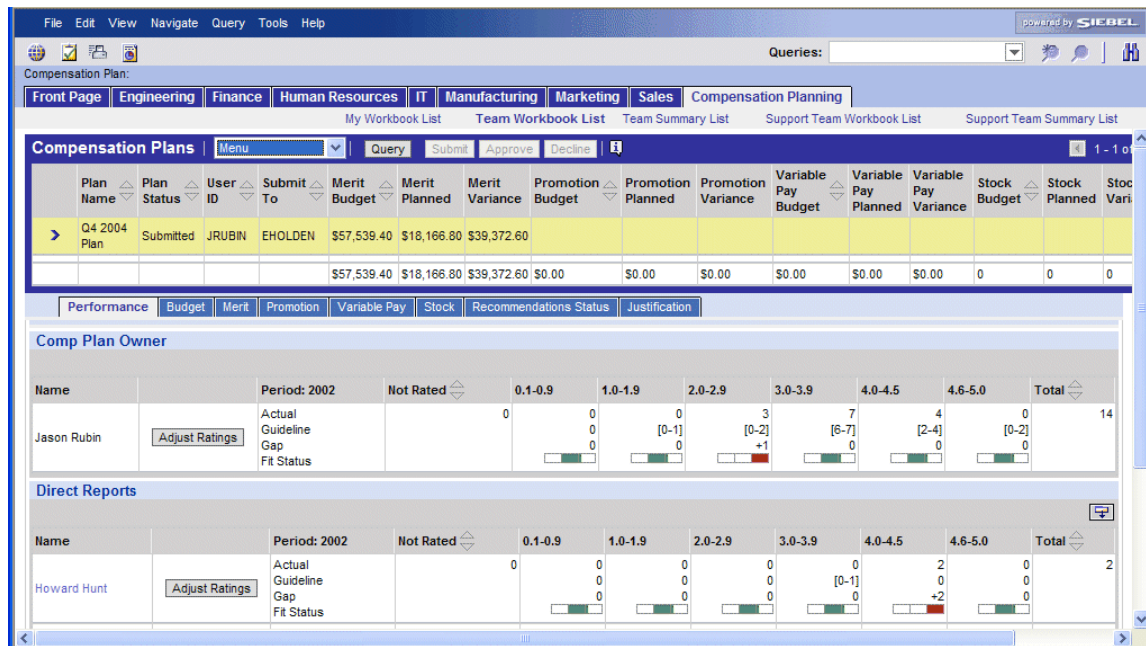 File Edit View Navigate Query Tools Help powered by SIEBEL
Queries:
Compensation Plan:
Front Page Engineering Finance Human Resources IT Manufacturing Marketing Sales Compensation Planning
My Workbook List Team Workbook List Team Summary List Support Team Workbook List Support Team Summary List
Compensation Plans Menu Query Submit Approve Decline 1 - 1 of
Plan Name Plan Status User ID Submit To Merit Budget Merit Planned Merit Variance Promotion Budget Promotion Planned Promotion Variance Variable Pay Budget Variable Pay Planned Variable Pay Variance Stock Budget Stock Planned Stoc Vari
Q4 2004 Plan Submitted JRUBIN EHOLDEN $57,539.40 $18,166.80 $39,372.60
$57,539.40 $18,166.80 $39,372.60 $0.00 $0.00 $0.00 $0.00 $0.00 $0.00 0 0 0
Performance Budget Merit Promotion Variable Pay Stock Recommendations Status Justification
Comp Plan Owner
Name Period: 2002 Not Rated 0.1-0.9 1.0-1.9 2.0-2.9 3.0-3.9 4.0-4.5 4.6-5.0 Total
Jason Rubin Adjust Ratings
Actual 0 0 0 3 7 4 0 14
Guideline 0 [0-1] [0-2] [6-7] [2-4] [0-2]
Gap 0 0 +1 0 0 0
Fit Status
Direct Reports
Name Period: 2002 Not Rated 0.1-0.9 1.0-1.9 2.0-2.9 3.0-3.9 4.0-4.5 4.6-5.0 Total
Howard Hunt Adjust Ratings
Actual 0 0 0 0 0 2 0 2
Guideline 0 0 0 [0-1] 0 0
Gap 0 0 0 0 +2 0
Fit Status